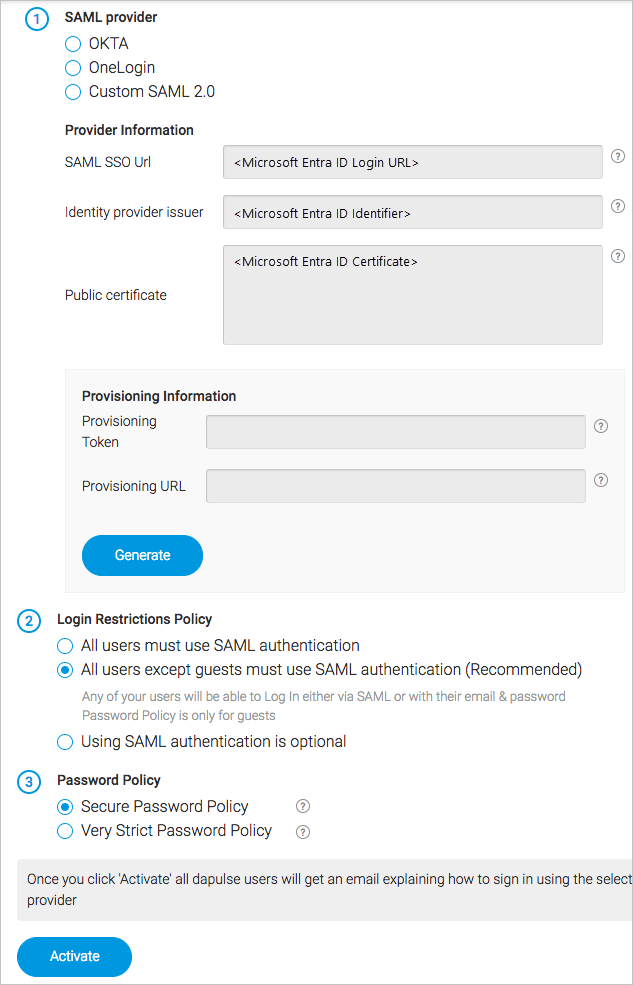 1 SAML provider
OKTA
OneLogin
Custom SAML 2.0
Provider Information
SAML SSO Url <Microsoft Entra ID Login URL> ?
Identity provider issuer <Microsoft Entra ID Identifier> ?
<Microsoft Entra ID Certificate> ?
Public certificate
Provisioning Information
Provisioning
Token ?
Provisioning URL ?
Generate
2 Login Restrictions Policy
All users must use SAML authentication
All users except guests must use SAML authentication (Recommended)
Any of your users will be able to Log In either via SAML or with their email & password
Password Policy is only for guests
Using SAML authentication is optional
3 Password Policy
Secure Password Policy ?
Very Strict Password Policy ?
Once you click 'Activate' all dapulse users will get an email explaining how to sign in using the select
provider
Activate